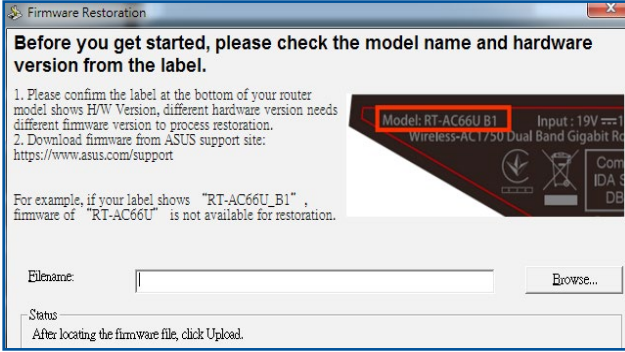 Firmware Restoration
Before you get started, please check the model name and hardware
version from the label.
1. Please confirm the label at the bottom of your router
model shows H/W Version, different hardware version needs
different firmware version to process restoration.
2. Download firmware from ASUS support site:
https://www.asus.com/support
For example, if your label shows “RT-AC66U_B1”,
firmware of “RT-AC66U” is not available for restoration.
Model: RT-AC66U B1 Input : 19V
Wireless-AC1750 Dual Band Gigabit
Com
IDA
DB
Filename:
Browse...
Status
After locating the firmware file, click Upload.